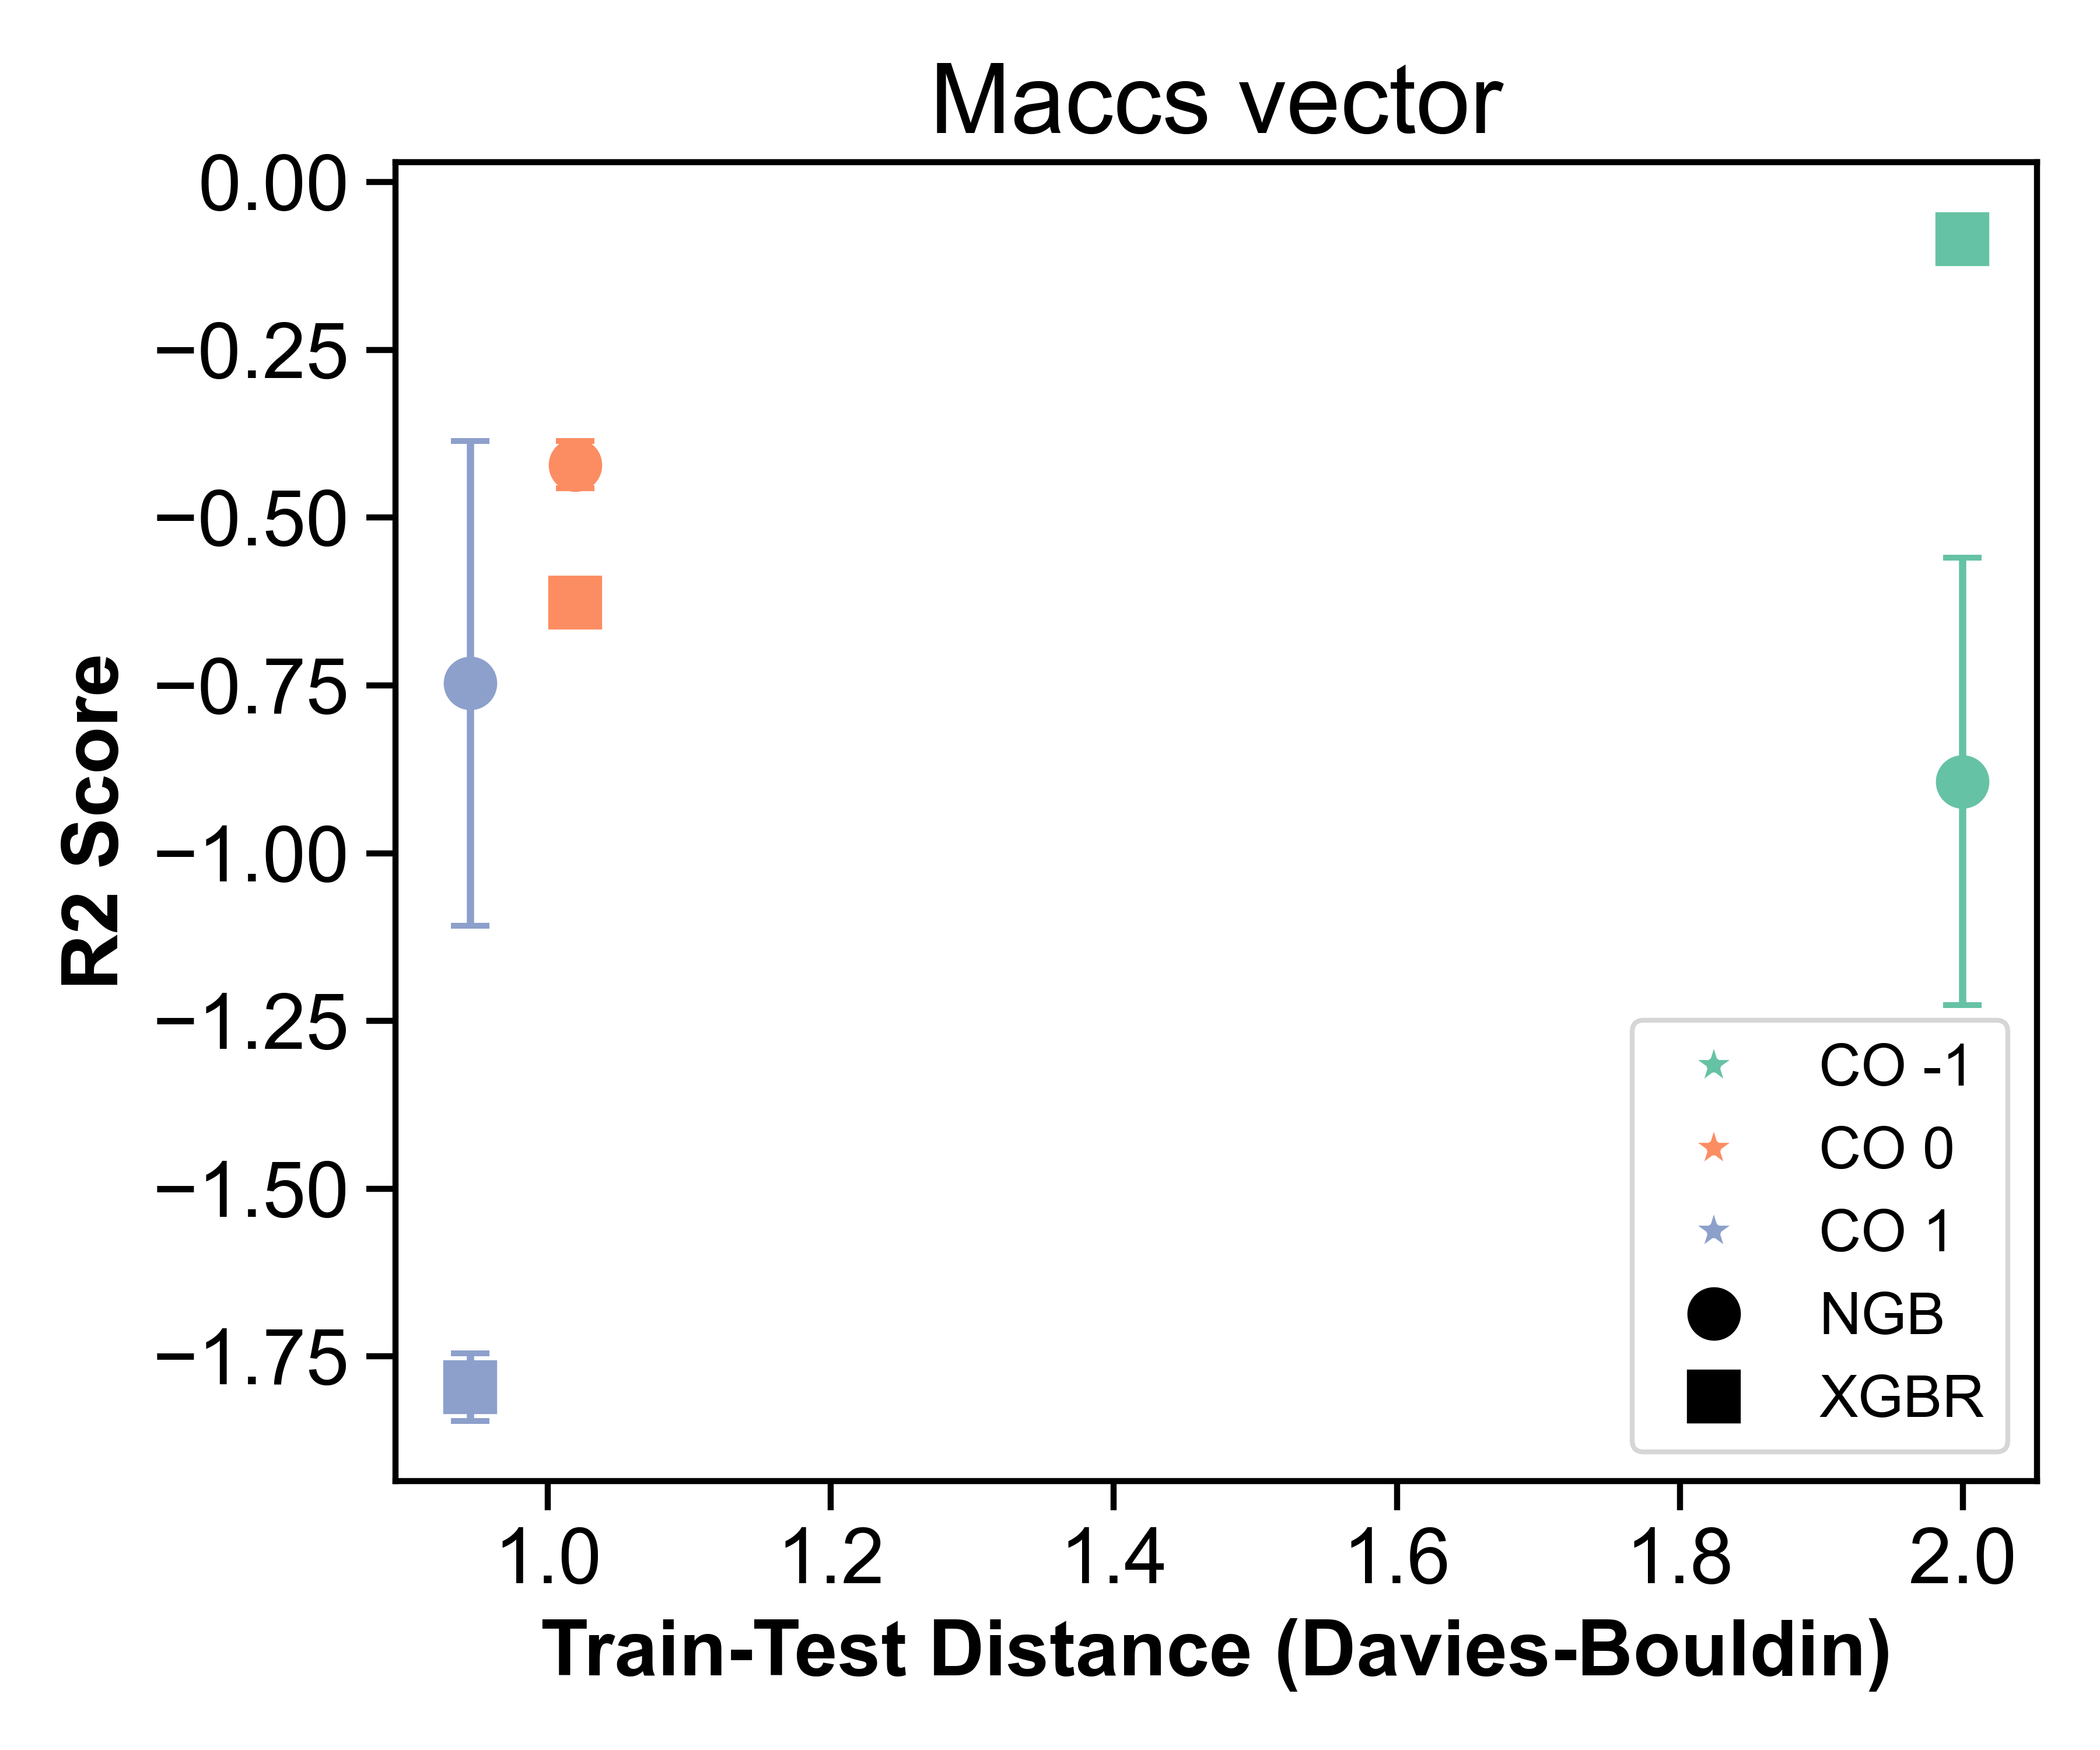 Maccs vector
0.00
−0.25
−0.50
−0.75
−1.00
−1.25
−1.50
−1.75
R2 Score
CO -1
CO 0
CO 1
NGB
XGBR
1.0 1.2 1.4 1.6 1.8 2.0
Train-Test Distance (Davies-Bouldin)